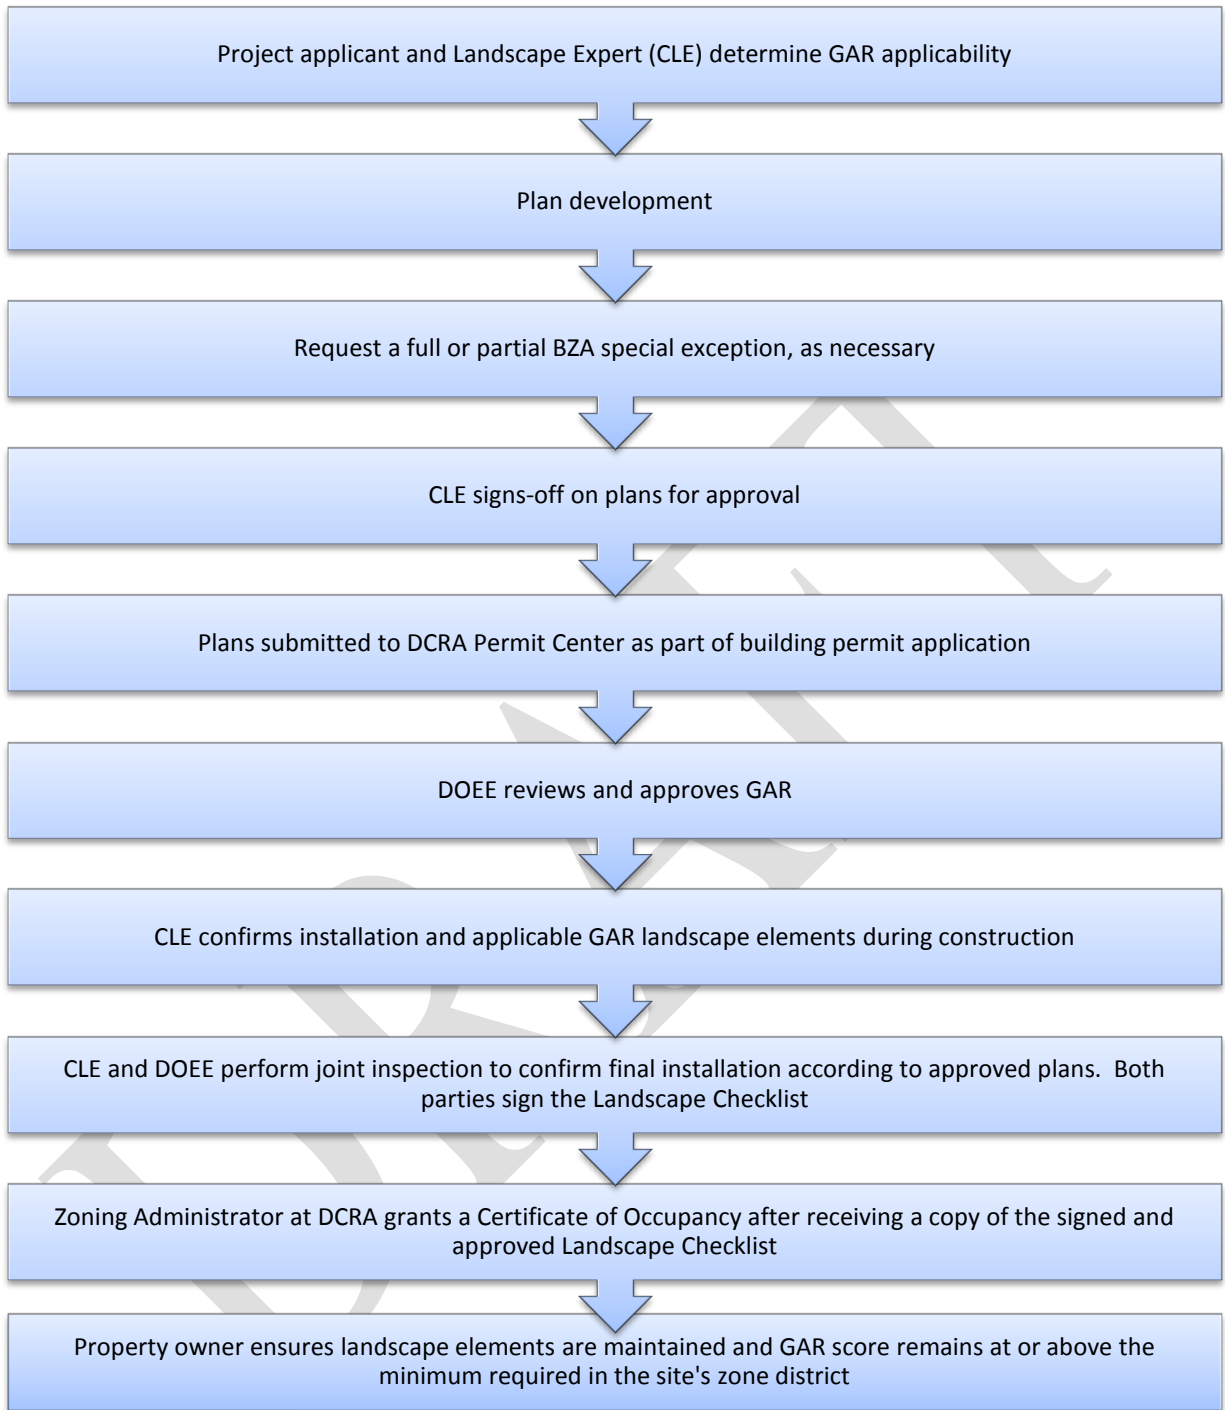 Project applicant and Landscape Expert (CLE) determine GAR applicability
Plan development
Request a full or partial BZA special exception, as necessary
CLE signs-off on plans for approval
Plans submitted to DCRA Permit Center as part of building permit application
DOEE reviews and approves GAR
CLE confirms installation and applicable GAR landscape elements during construction
CLE and DOEE perform joint inspection to confirm final installation according to approved plans.  Both
parties sign the Landscape Checklist
Zoning Administrator at DCRA grants a Certificate of Occupancy after receiving a copy of the signed and
approved Landscape Checklist
Property owner ensures landscape elements are maintained and GAR score remains at or above the
minimum required in the site's zone district
DRAFT